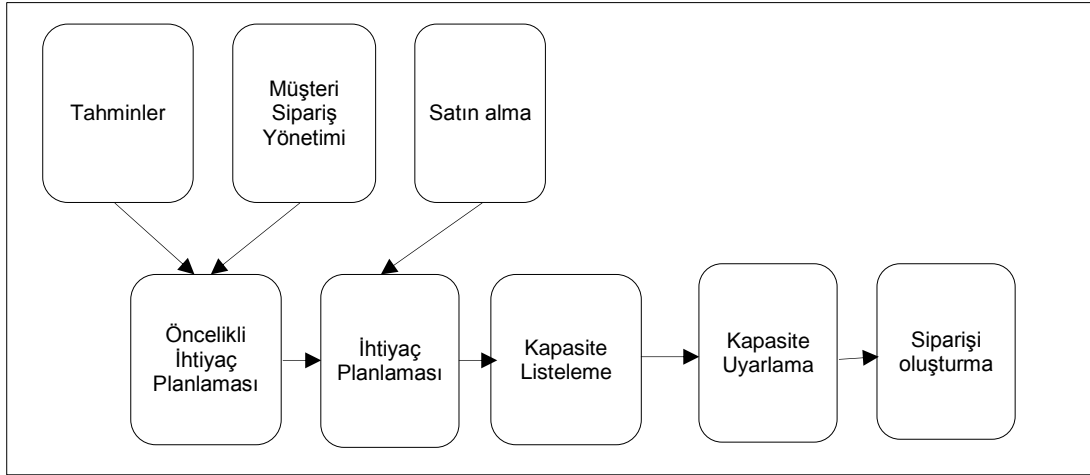 Tahminler
Müşteri
Sipariş
Yönetimi
Satın alma
Öncelikli
İhtiyaç
Planlaması
İhtiyaç
Planlaması
Kapasite
Listeleme
Kapasite
Uyarlama
Siparişi
oluşturma